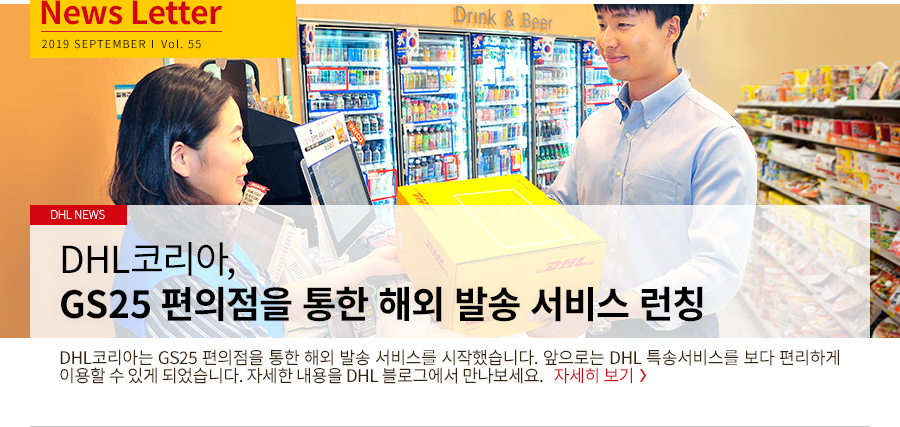 News Letter
2019 SEPTEMBER I Vol. 55
Drink & Beer
DHL
DHL
DHL NEWS
DHL코리아,
GS25 편의점을 통한 해외 발송 서비스 런칭
DHL코리아는 GS25 편의점을 통한 해외 발송 서비스를 시작했습니다. 앞으로는 DHL 특송서비스를 보다 편리하게
이용할 수 있게 되었습니다. 자세한 내용을 DHL 블로그에서 만나보세요. 자세히 보기 >